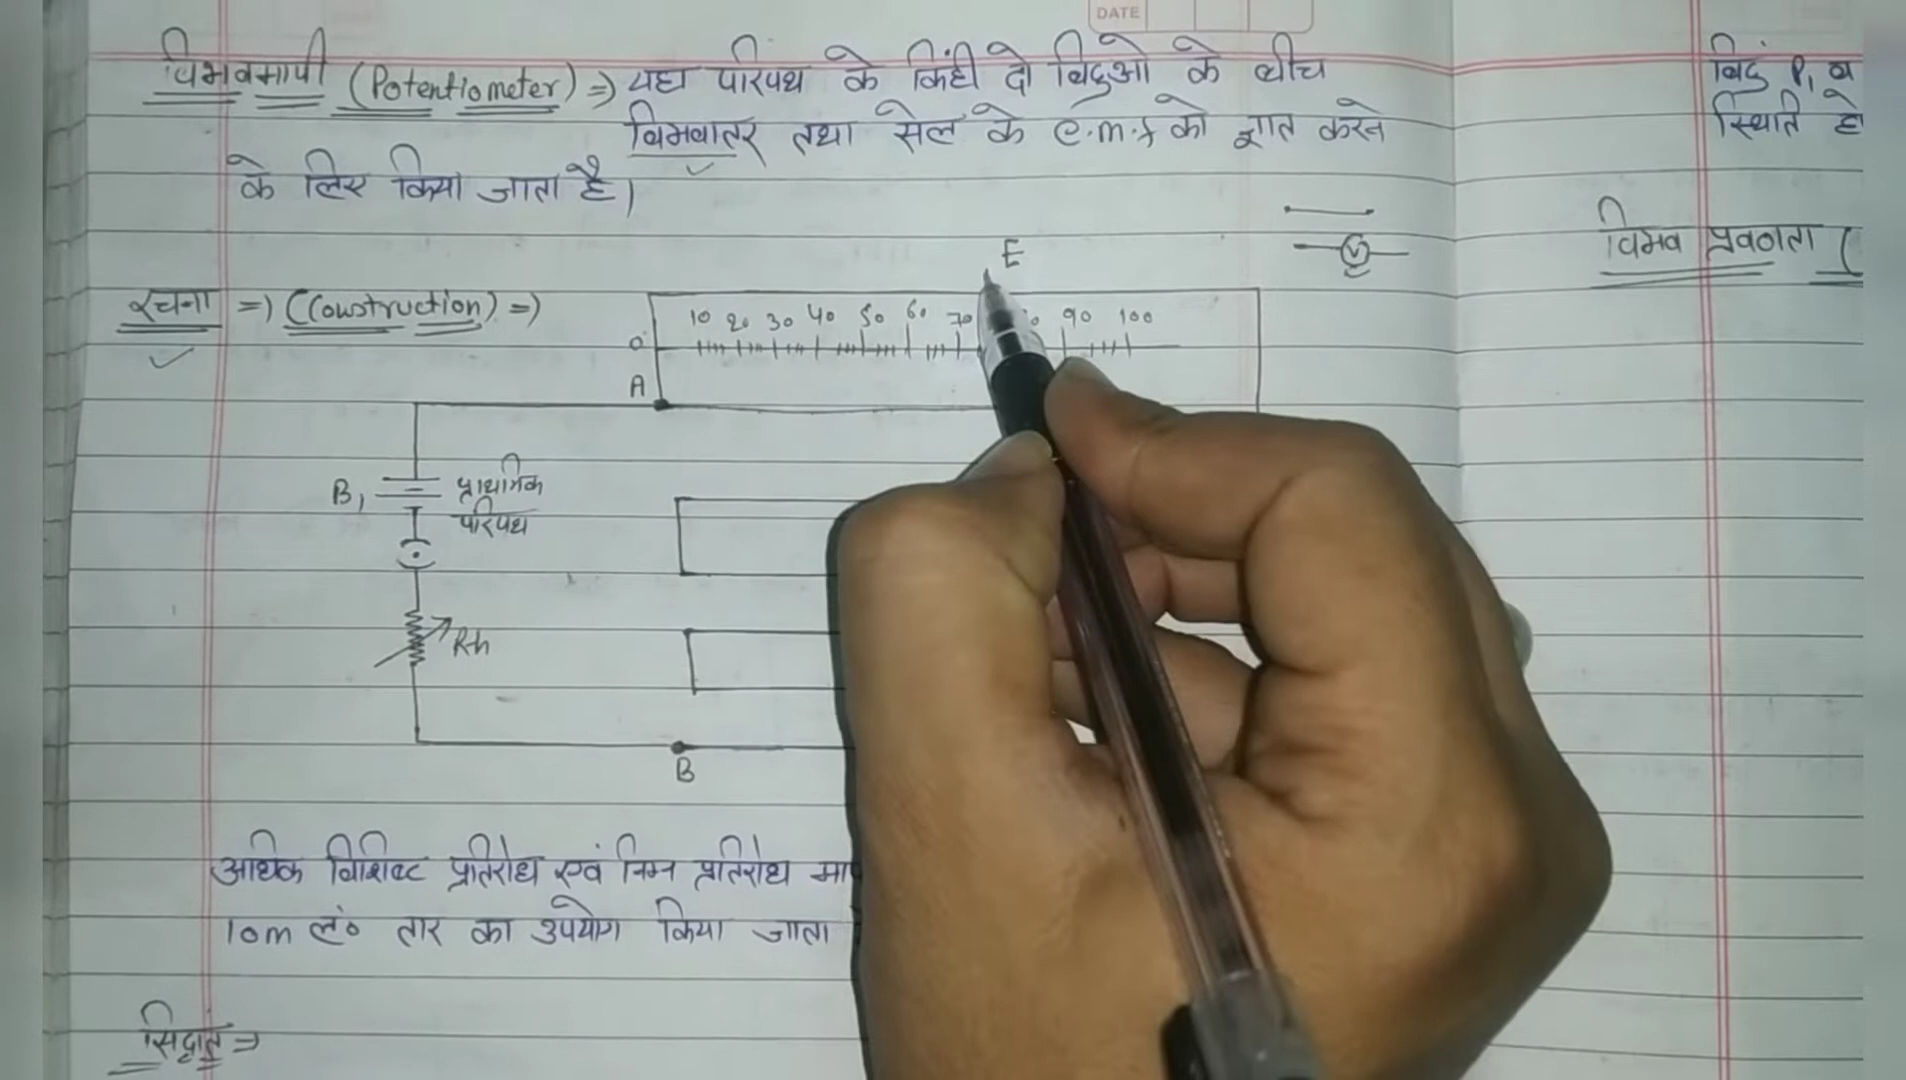 DATE
विभवमापी (Potentiometer) ⇒ यह परिपथ के किंही दो बिंदुओ के बीच
विभवांतर तथा सेल के e.m.f को ज्ञात करने
के लिए किया जाता है।
बिंदु P₁ व
स्थिति हो
विभव प्रवणता (
V
E
रचना ⇒ (Construction) ⇒
10 20 30 40 50 60 70 90 100
0
A
B₁ प्राथमिक
परिपथ
Rh
B
अधिक विशिष्ट प्रतिरोध एवं निम्न प्रतिरोध
10m लं० तार का उपयोग किया जाता
सिद्धांत ⇒